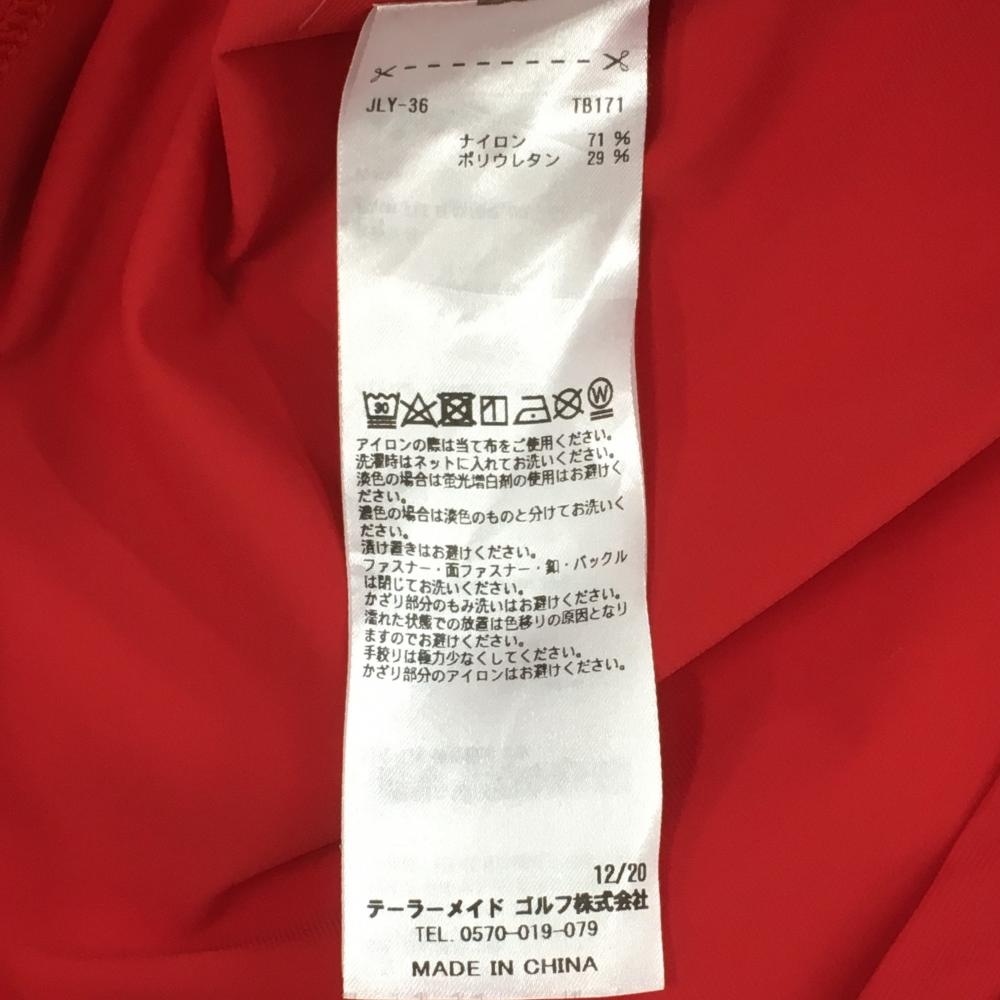 JLY-36 TB171
ナイロン 71 %
ポリウレタン 29 %
30 W
アイロンの際は当て布をご使用ください。
洗濯時はネットに入れてお洗いください。
淡色の場合は蛍光増白剤の使用はお避けく
ださい。
濃色の場合は淡色のものと分けてお洗いく
ださい。
漬け置きはお避けください。
ファスナー・面ファスナー・釦・バックル
は閉じてお洗いください。
かざり部分のもみ洗いはお避けください。
濡れた状態での放置は色移りの原因となり
ますのでお避けください。
手絞りは極力少なくしてください。
かざり部分のアイロンはお避けください。
12/20
テーラーメイド ゴルフ株式会社
TEL. 0570-019-079
MADE IN CHINA